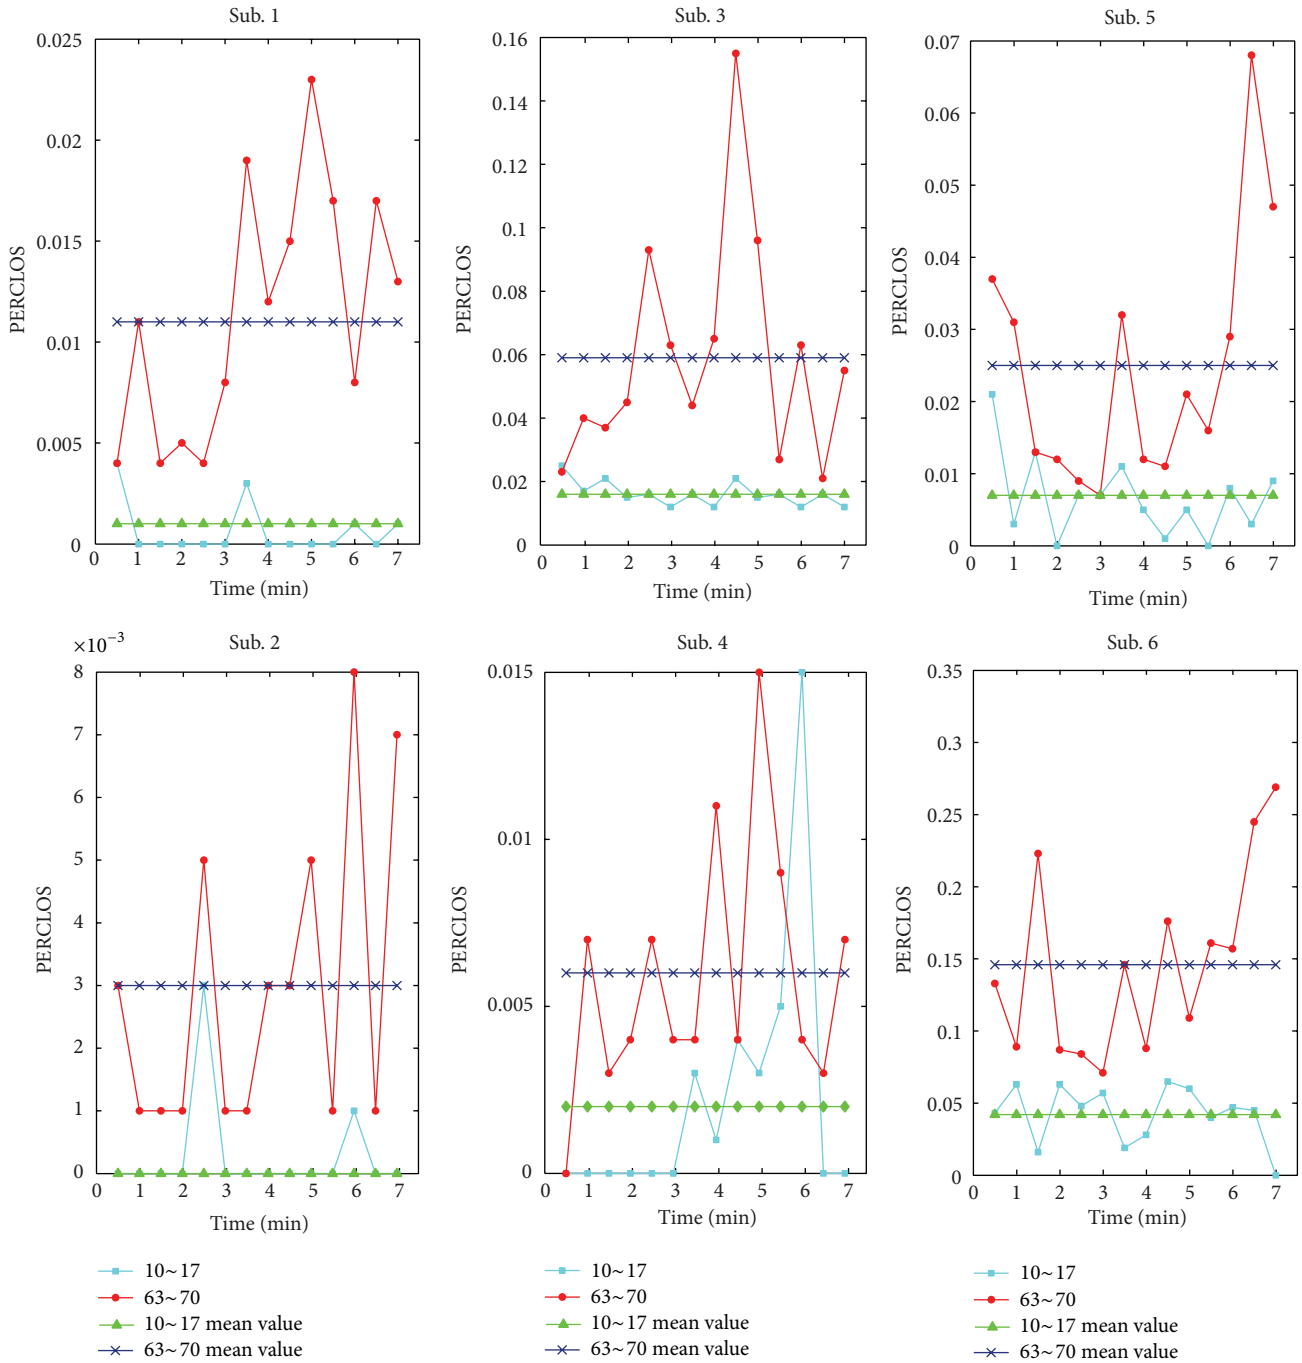 Sub. 1
0.025
0.02
0.015
0.01
0.005
0
PERCLOS
0 1 2 3 4 5 6 7
Time (min)
Sub. 3
0.16
0.14
0.12
0.1
0.08
0.06
0.04
0.02
0
PERCLOS
0 1 2 3 4 5 6 7
Time (min)
Sub. 5
0.07
0.06
0.05
0.04
0.03
0.02
0.01
0
PERCLOS
0 1 2 3 4 5 6 7
Time (min)
×10−3
Sub. 2
8
7
6
5
4
3
2
1
0
PERCLOS
0 1 2 3 4 5 6 7
Time (min)
10~17
63~70
10~17 mean value
63~70 mean value
Sub. 4
0.015
0.01
0.005
0
PERCLOS
0 1 2 3 4 5 6 7
Time (min)
10~17
63~70
10~17 mean value
63~70 mean value
Sub. 6
0.35
0.3
0.25
0.2
0.15
0.1
0.05
0
PERCLOS
0 1 2 3 4 5 6 7
Time (min)
10~17
63~70
10~17 mean value
63~70 mean value